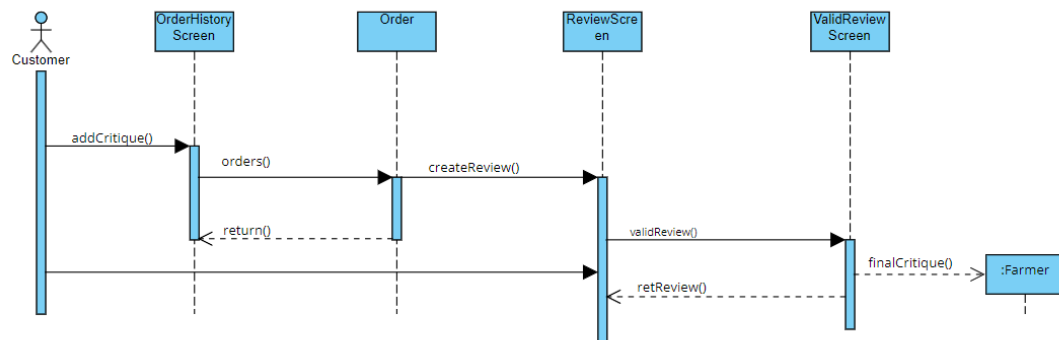 OrderHistory
Screen
Order
ReviewScre
en
ValidReview
Screen
Customer
addCritique()
orders()
createReview()
return()
validReview()
finalCritique()
:Farmer
retReview()